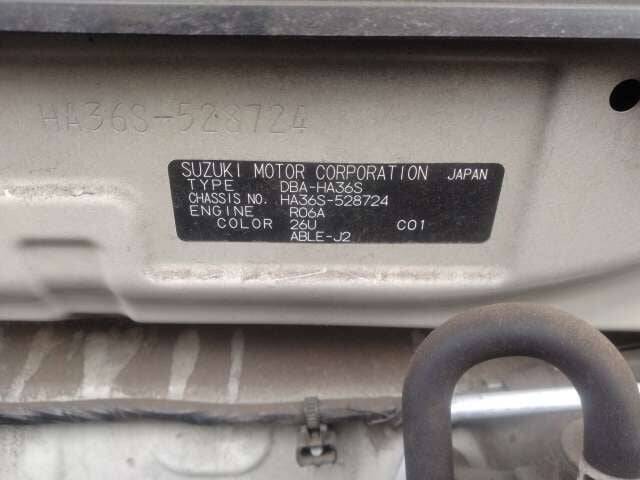 HA36S-528724
SUZUKI MOTOR CORPORATION JAPAN
TYPE DBA-HA36S
CHASSIS NO. HA36S-528724
ENGINE R06A
COLOR 26U C01
ABLE-J2